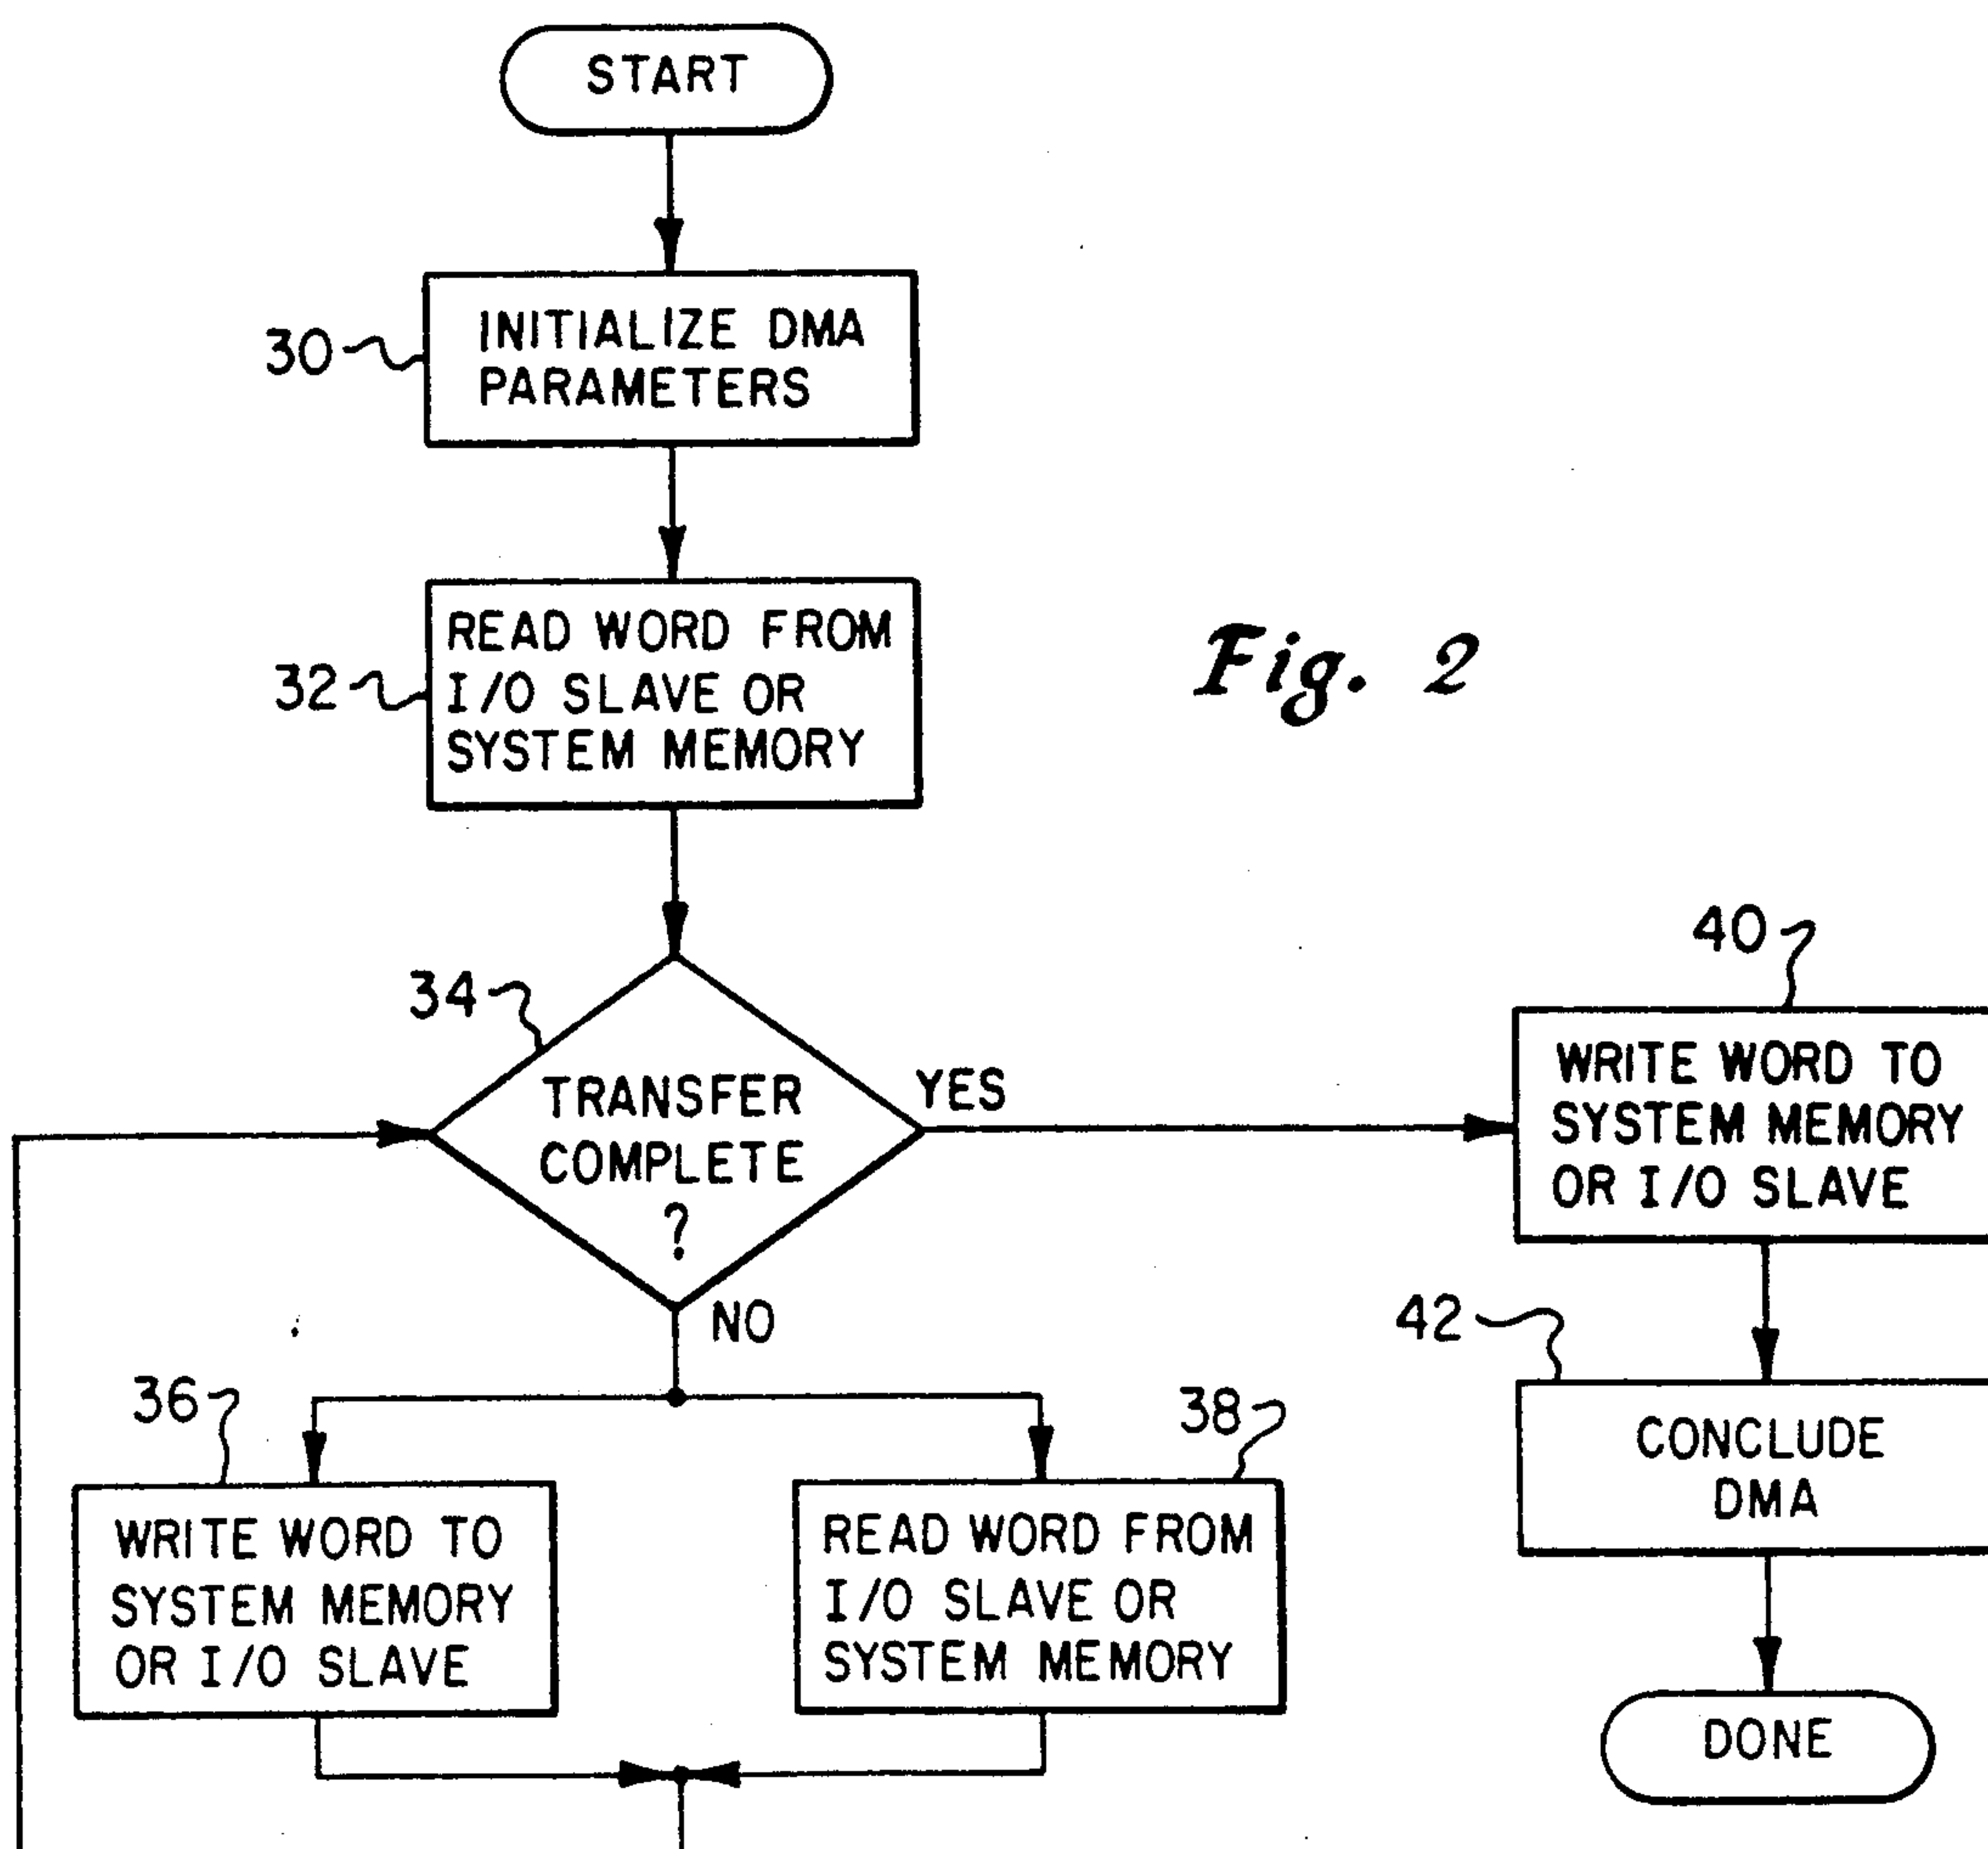 START
30
INITIALIZE DMA
PARAMETERS
32
READ WORD FROM
I/O SLAVE OR
SYSTEM MEMORY
Fig. 2
34
TRANSFER
COMPLETE
?
YES
NO
40
WRITE WORD TO
SYSTEM MEMORY
OR I/O SLAVE
42
CONCLUDE
DMA
DONE
36
WRITE WORD TO
SYSTEM MEMORY
OR I/O SLAVE
38
READ WORD FROM
I/O SLAVE OR
SYSTEM MEMORY